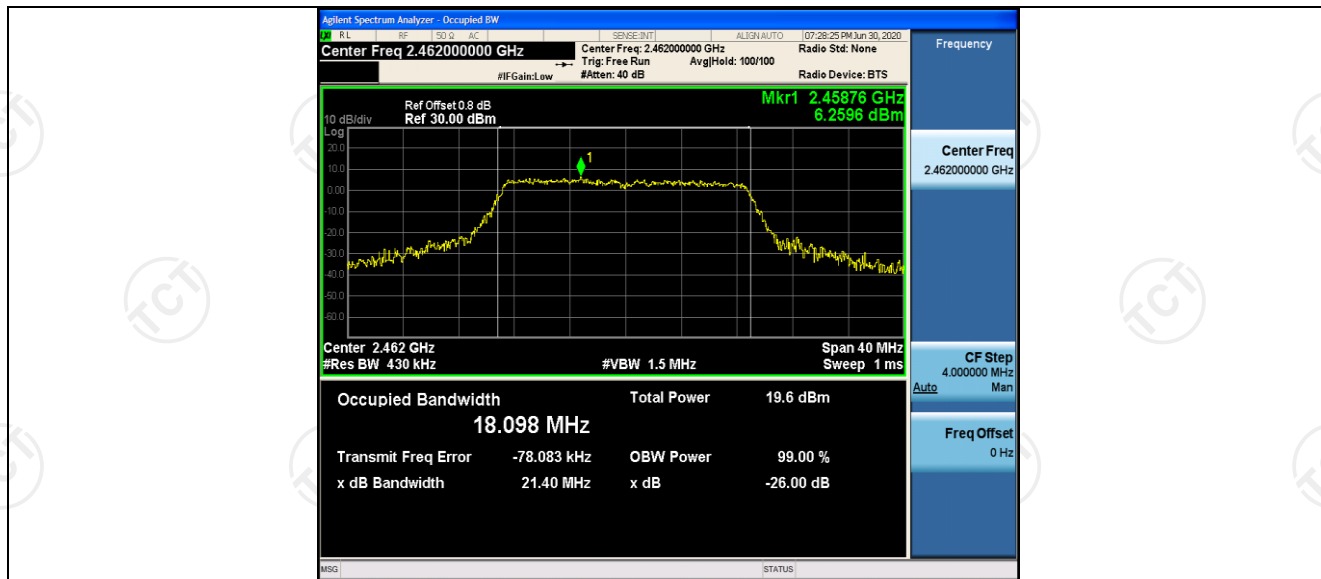 Agilent Spectrum Analyzer - Occupied BW
RL RF 50 Ω AC SENSE:INT ALIGN AUTO 07:28:25 PM Jun 30, 2020
Center Freq 2.462000000 GHz
Center Freq: 2.462000000 GHz Radio Std: None
Trig: Free Run Avg|Hold: 100/100
#IFGain:Low #Atten: 40 dB Radio Device: BTS
Ref Offset 0.8 dB Mkr1 2.45876 GHz
10 dB/div Ref 30.00 dBm 6.2596 dBm
Log
20.0
1
10.0
0.00
-10.0
-20.0
-30.0
-40.0
-50.0
-60.0
Center 2.462 GHz Span 40 MHz
#Res BW 430 kHz #VBW 1.5 MHz Sweep 1 ms
Occupied Bandwidth Total Power 19.6 dBm
18.098 MHz
Transmit Freq Error -78.083 kHz OBW Power 99.00 %
x dB Bandwidth 21.40 MHz x dB -26.00 dB
MSG STATUS
Frequency
Center Freq
2.462000000 GHz
CF Step
4.000000 MHz
Auto Man
Freq Offset
0 Hz
TCT
TCT